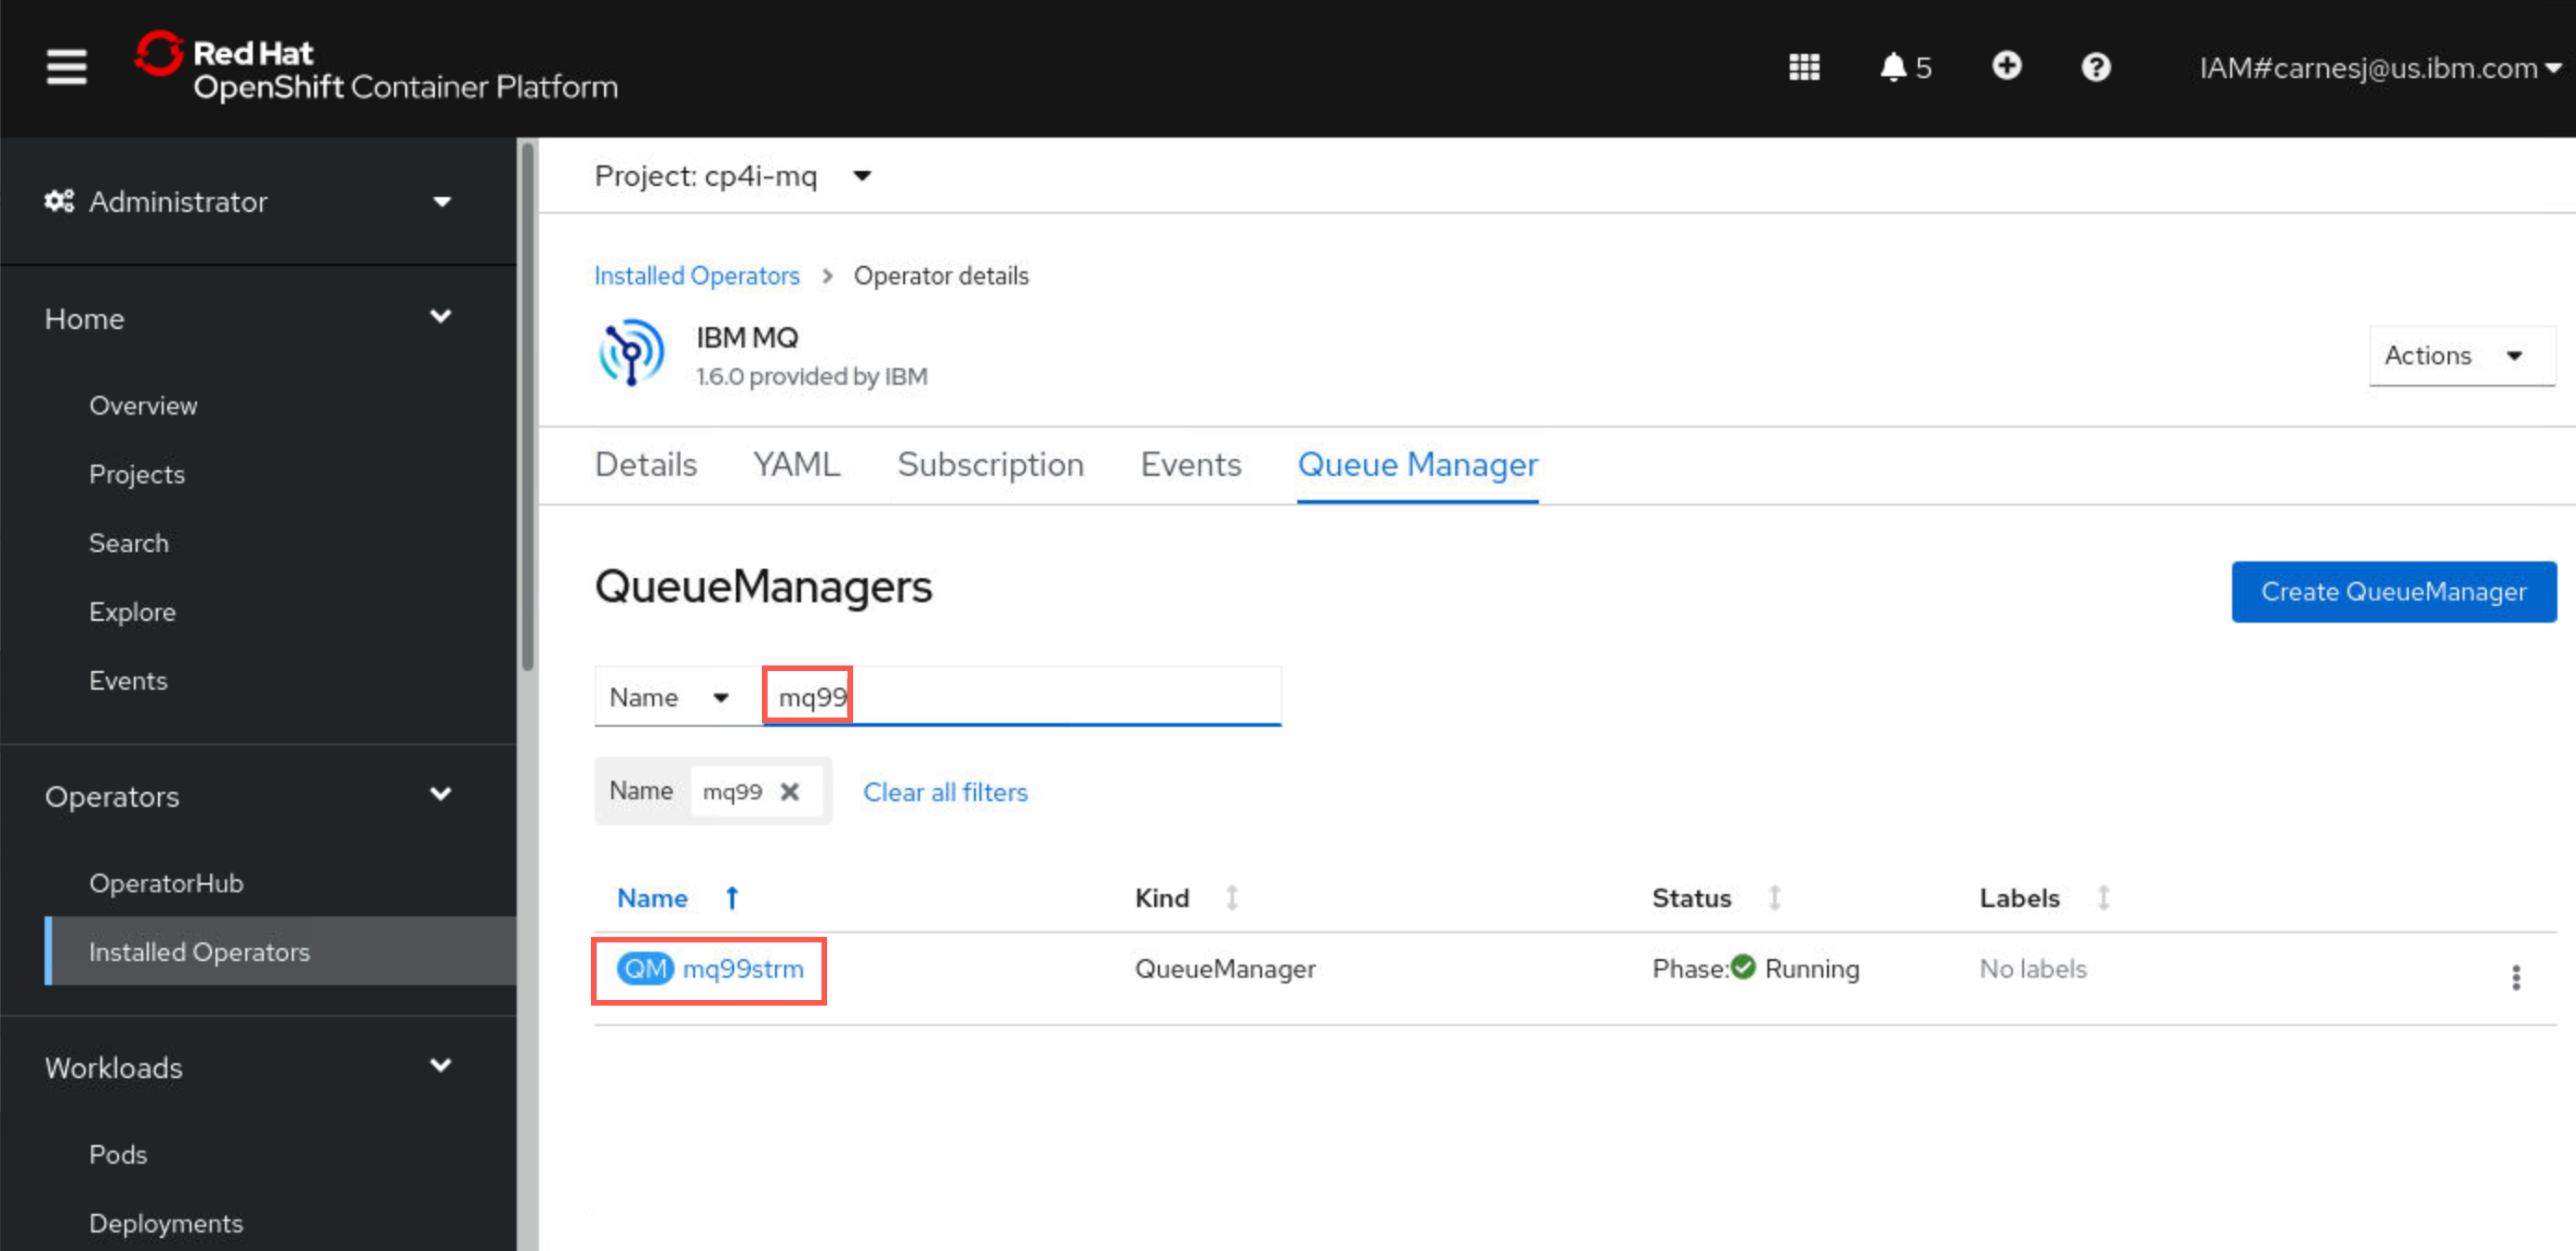 Red Hat
OpenShift Container Platform
5
IAM#carnesj@us.ibm.com
Administrator
Home
Overview
Projects
Search
Explore
Events
Operators
OperatorHub
Installed Operators
Workloads
Pods
Deployments
Project: cp4i-mq
Installed Operators > Operator details
IBM MQ
1.6.0 provided by IBM
Actions
Details YAML Subscription Events Queue Manager
QueueManagers
Create QueueManager
Name mq99
Name mq99 Clear all filters
Name Kind Status Labels
QM mq99strm QueueManager Phase: Running No labels